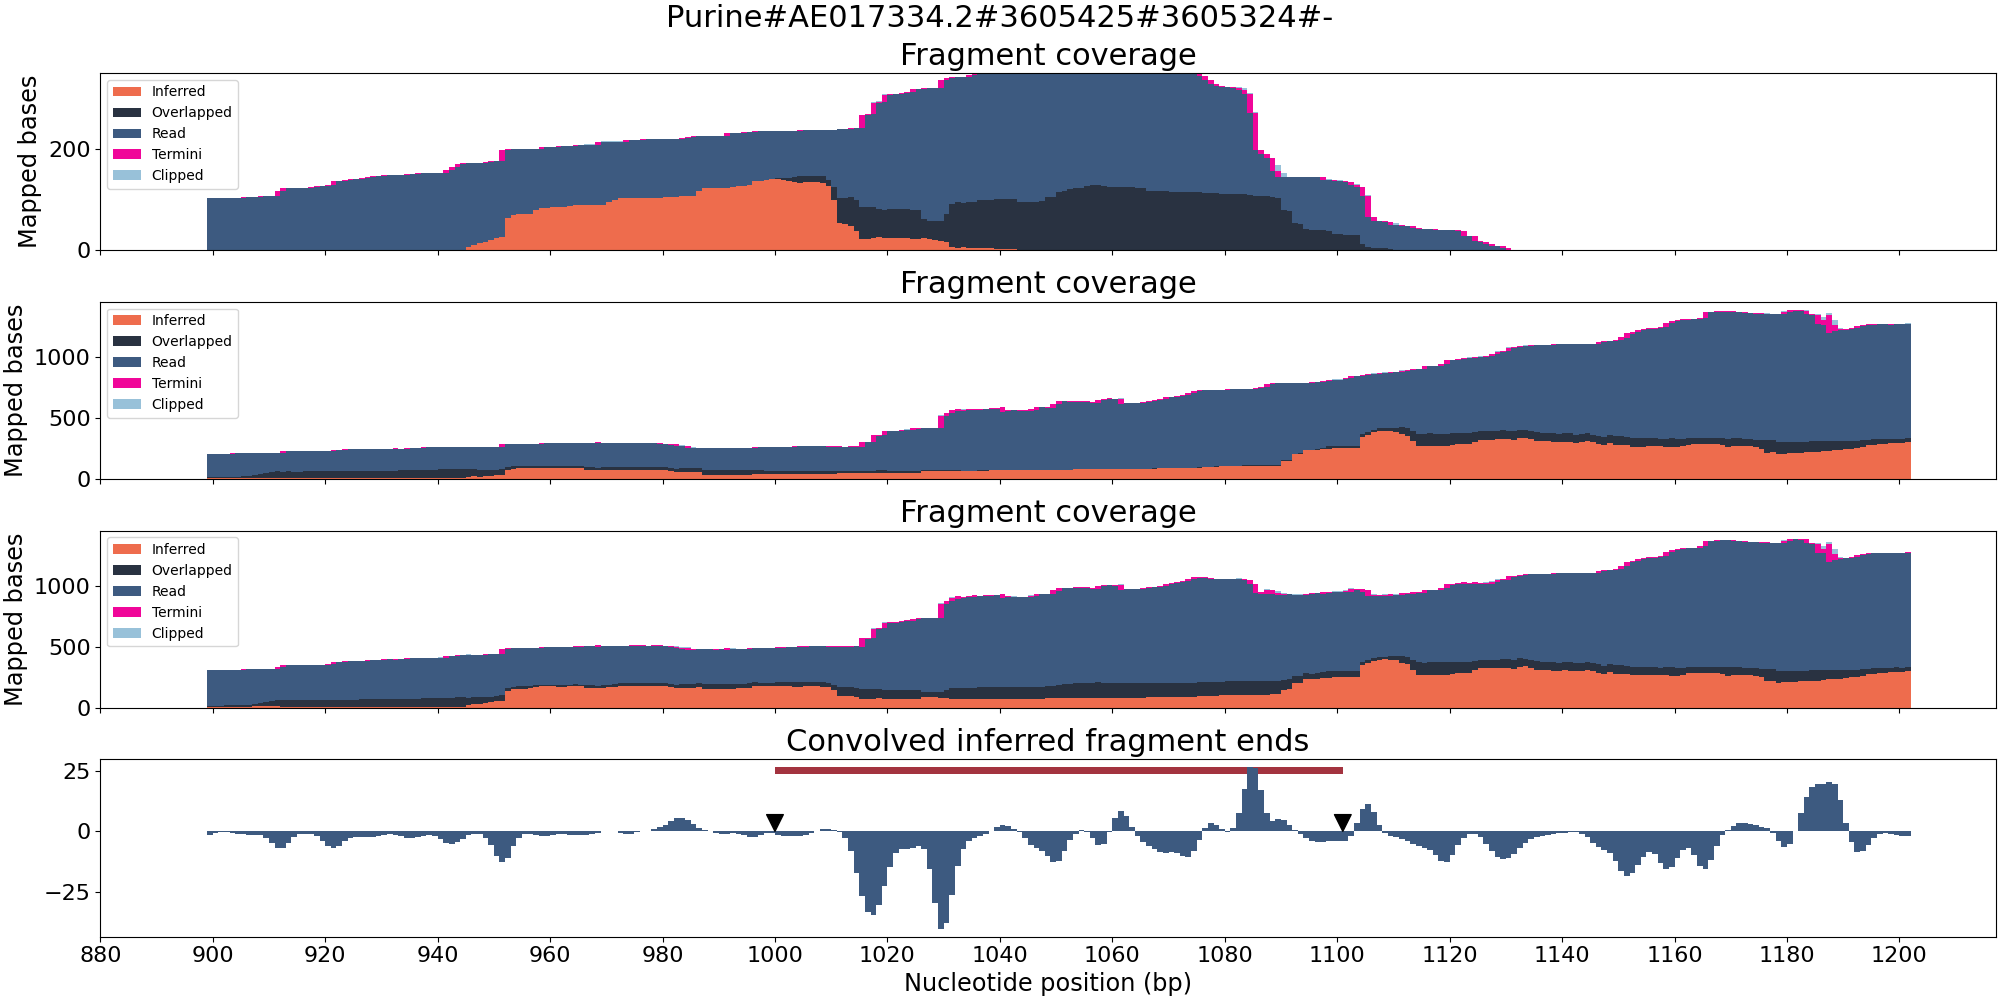 Purine#AE017334.2#3605425#3605324#-
Fragment coverage
Mapped bases
200
0
Inferred
Overlapped
Read
Termini
Clipped
Fragment coverage
Mapped bases
1000
500
0
Inferred
Overlapped
Read
Termini
Clipped
Fragment coverage
Mapped bases
1000
500
0
Inferred
Overlapped
Read
Termini
Clipped
Convolved inferred fragment ends
25
0
−25
880 900 920 940 960 980 1000 1020 1040 1060 1080 1100 1120 1140 1160 1180 1200
Nucleotide position (bp)